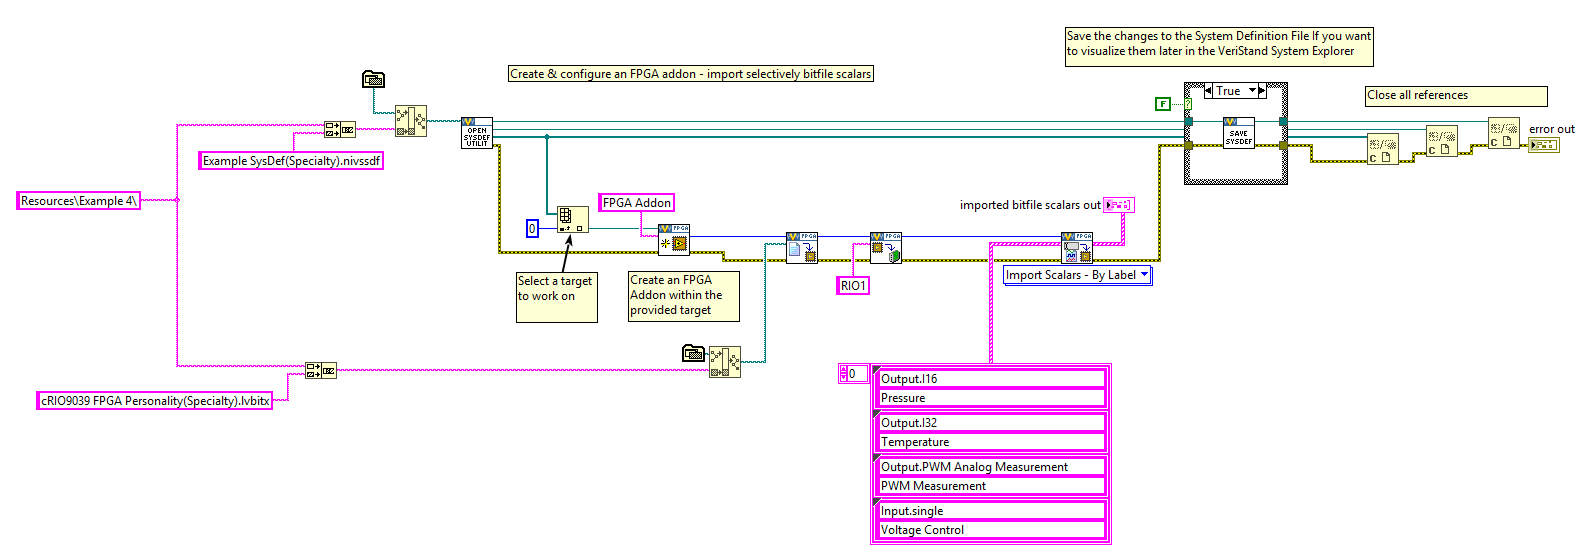 Save the changes to the System Definition File If you want
to visualize them later in the VeriStand System Explorer
Create & configure an FPGA addon - import selectively bitfile scalars
True
Close all references
F
?
OPEN
SYSDEF
UTILIT
SAVE
SYSDEF
error out
C
C
C
Example SysDef(Specialty).nivssdf
Resources\Example 4\
FPGA Addon
imported bitfile scalars out
0
FPGA
FPGA
FPGA
FPGA
Select a target
to work on
Create an FPGA
Addon within the
provided target
RIO1
Import Scalars - By Label
cRIO9039 FPGA Personality(Specialty).lvbitx
0
Output.I16
Pressure
Output.I32
Temperature
Output.PWM Analog Measurement
PWM Measurement
Input.single
Voltage Control